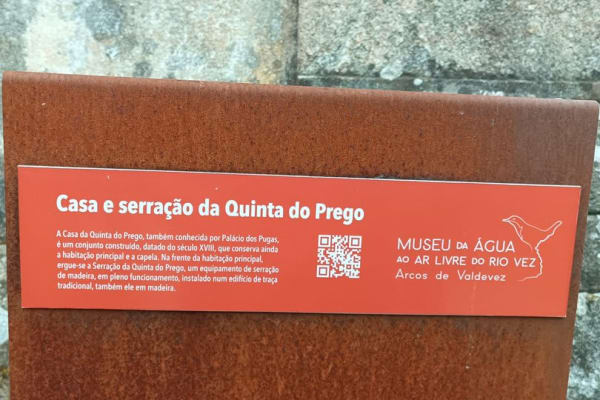 Casa e serração da Quinta do Prego
A Casa da Quinta do Prego, também conhecida por Palácio dos Pugas,
é um conjunto construído, datado do século XVIII, que conserva ainda
a habitação principal e a capela. Na frente da habitação principal,
ergue-se a Serração da Quinta do Prego, um equipamento de serração
de madeira, em pleno funcionamento, instalado num edifício de traça
tradicional, também ele em madeira.
MUSEU DA ÁGUA
AO AR LIVRE DO RIO VEZ
Arcos de Valdevez